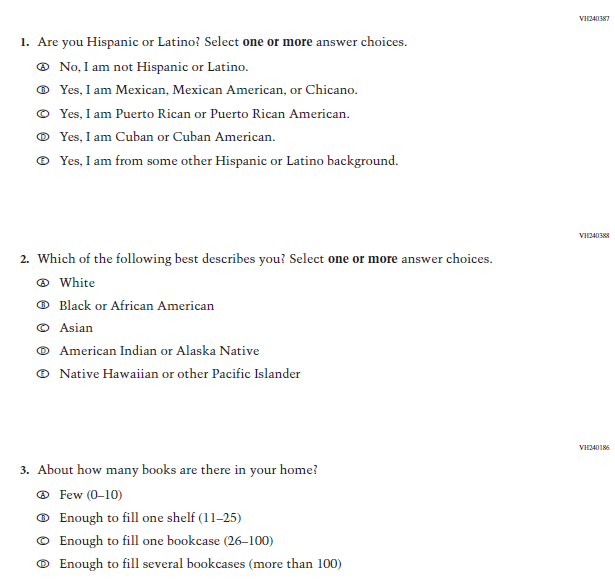 VH240387
1. Are you Hispanic or Latino? Select one or more answer choices.
Ⓐ No, I am not Hispanic or Latino.
Ⓑ Yes, I am Mexican, Mexican American, or Chicano.
Ⓒ Yes, I am Puerto Rican or Puerto Rican American.
Ⓓ Yes, I am Cuban or Cuban American.
Ⓔ Yes, I am from some other Hispanic or Latino background.
VH240388
2. Which of the following best describes you? Select one or more answer choices.
Ⓐ White
Ⓑ Black or African American
Ⓒ Asian
Ⓓ American Indian or Alaska Native
Ⓔ Native Hawaiian or other Pacific Islander
VH240186
3. About how many books are there in your home?
Ⓐ Few (0–10)
Ⓑ Enough to fill one shelf (11–25)
Ⓒ Enough to fill one bookcase (26–100)
Ⓓ Enough to fill several bookcases (more than 100)